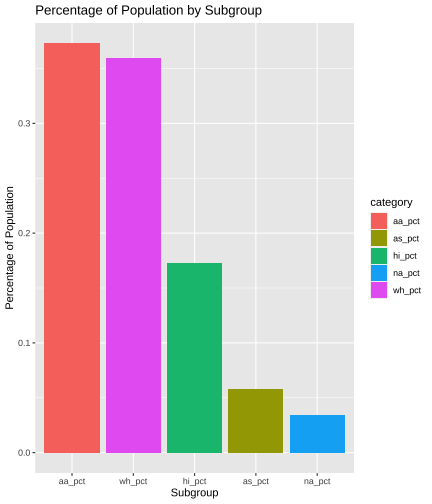 Percentage of Population by Subgroup
Percentage of Population
0.3
0.2
0.1
0.0
aa_pct wh_pct hi_pct as_pct na_pct
Subgroup
category
aa_pct
as_pct
hi_pct
na_pct
wh_pct